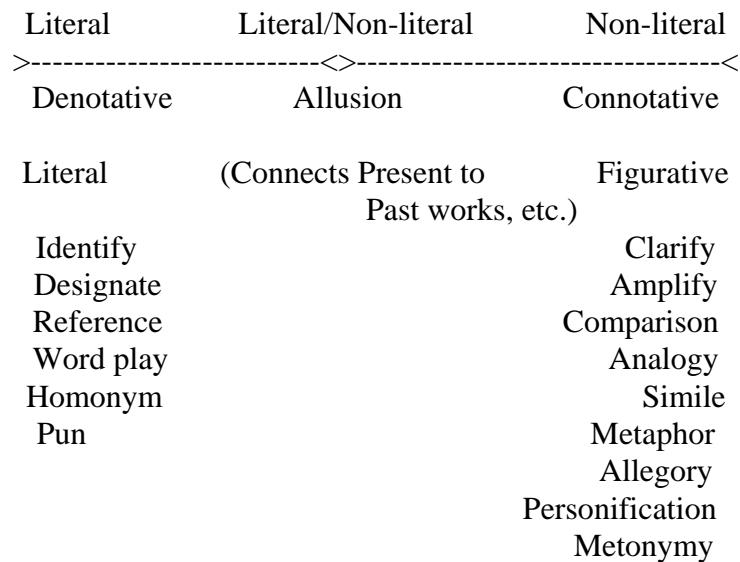 Literal Literal/Non-literal Non-literal
>---------------------------<>----------------------------------<
Denotative Allusion Connotative
Literal (Connects Present to Figurative
Past works, etc.)
Identify Clarify
Designate Amplify
Reference Comparison
Word play Analogy
Homonym Simile
Pun Metaphor
Allegory
Personification
Metonymy